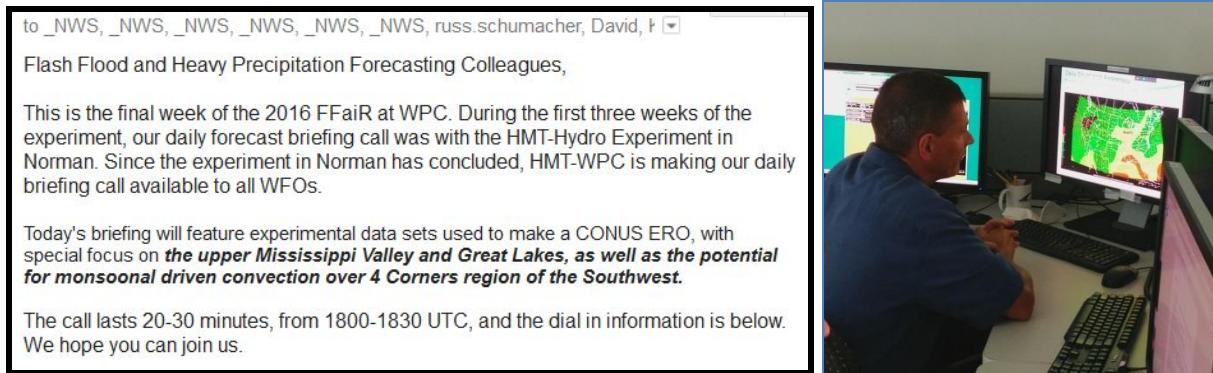 to _NWS, _NWS, _NWS, _NWS, _NWS, _NWS, russ.schumacher, David,
Flash Flood and Heavy Precipitation Forecasting Colleagues,
This is the final week of the 2016 FFaiR at WPC. During the first three weeks of the
experiment, our daily forecast briefing call was with the HMT-Hydro Experiment in
Norman. Since the experiment in Norman has concluded, HMT-WPC is making our daily
briefing call available to all WFOs.
Today's briefing will feature experimental data sets used to make a CONUS ERO, with
special focus on the upper Mississippi Valley and Great Lakes, as well as the potential
for monsoonal driven convection over 4 Corners region of the Southwest.
The call lasts 20-30 minutes, from 1800-1830 UTC, and the dial in information is below.
We hope you can join us.